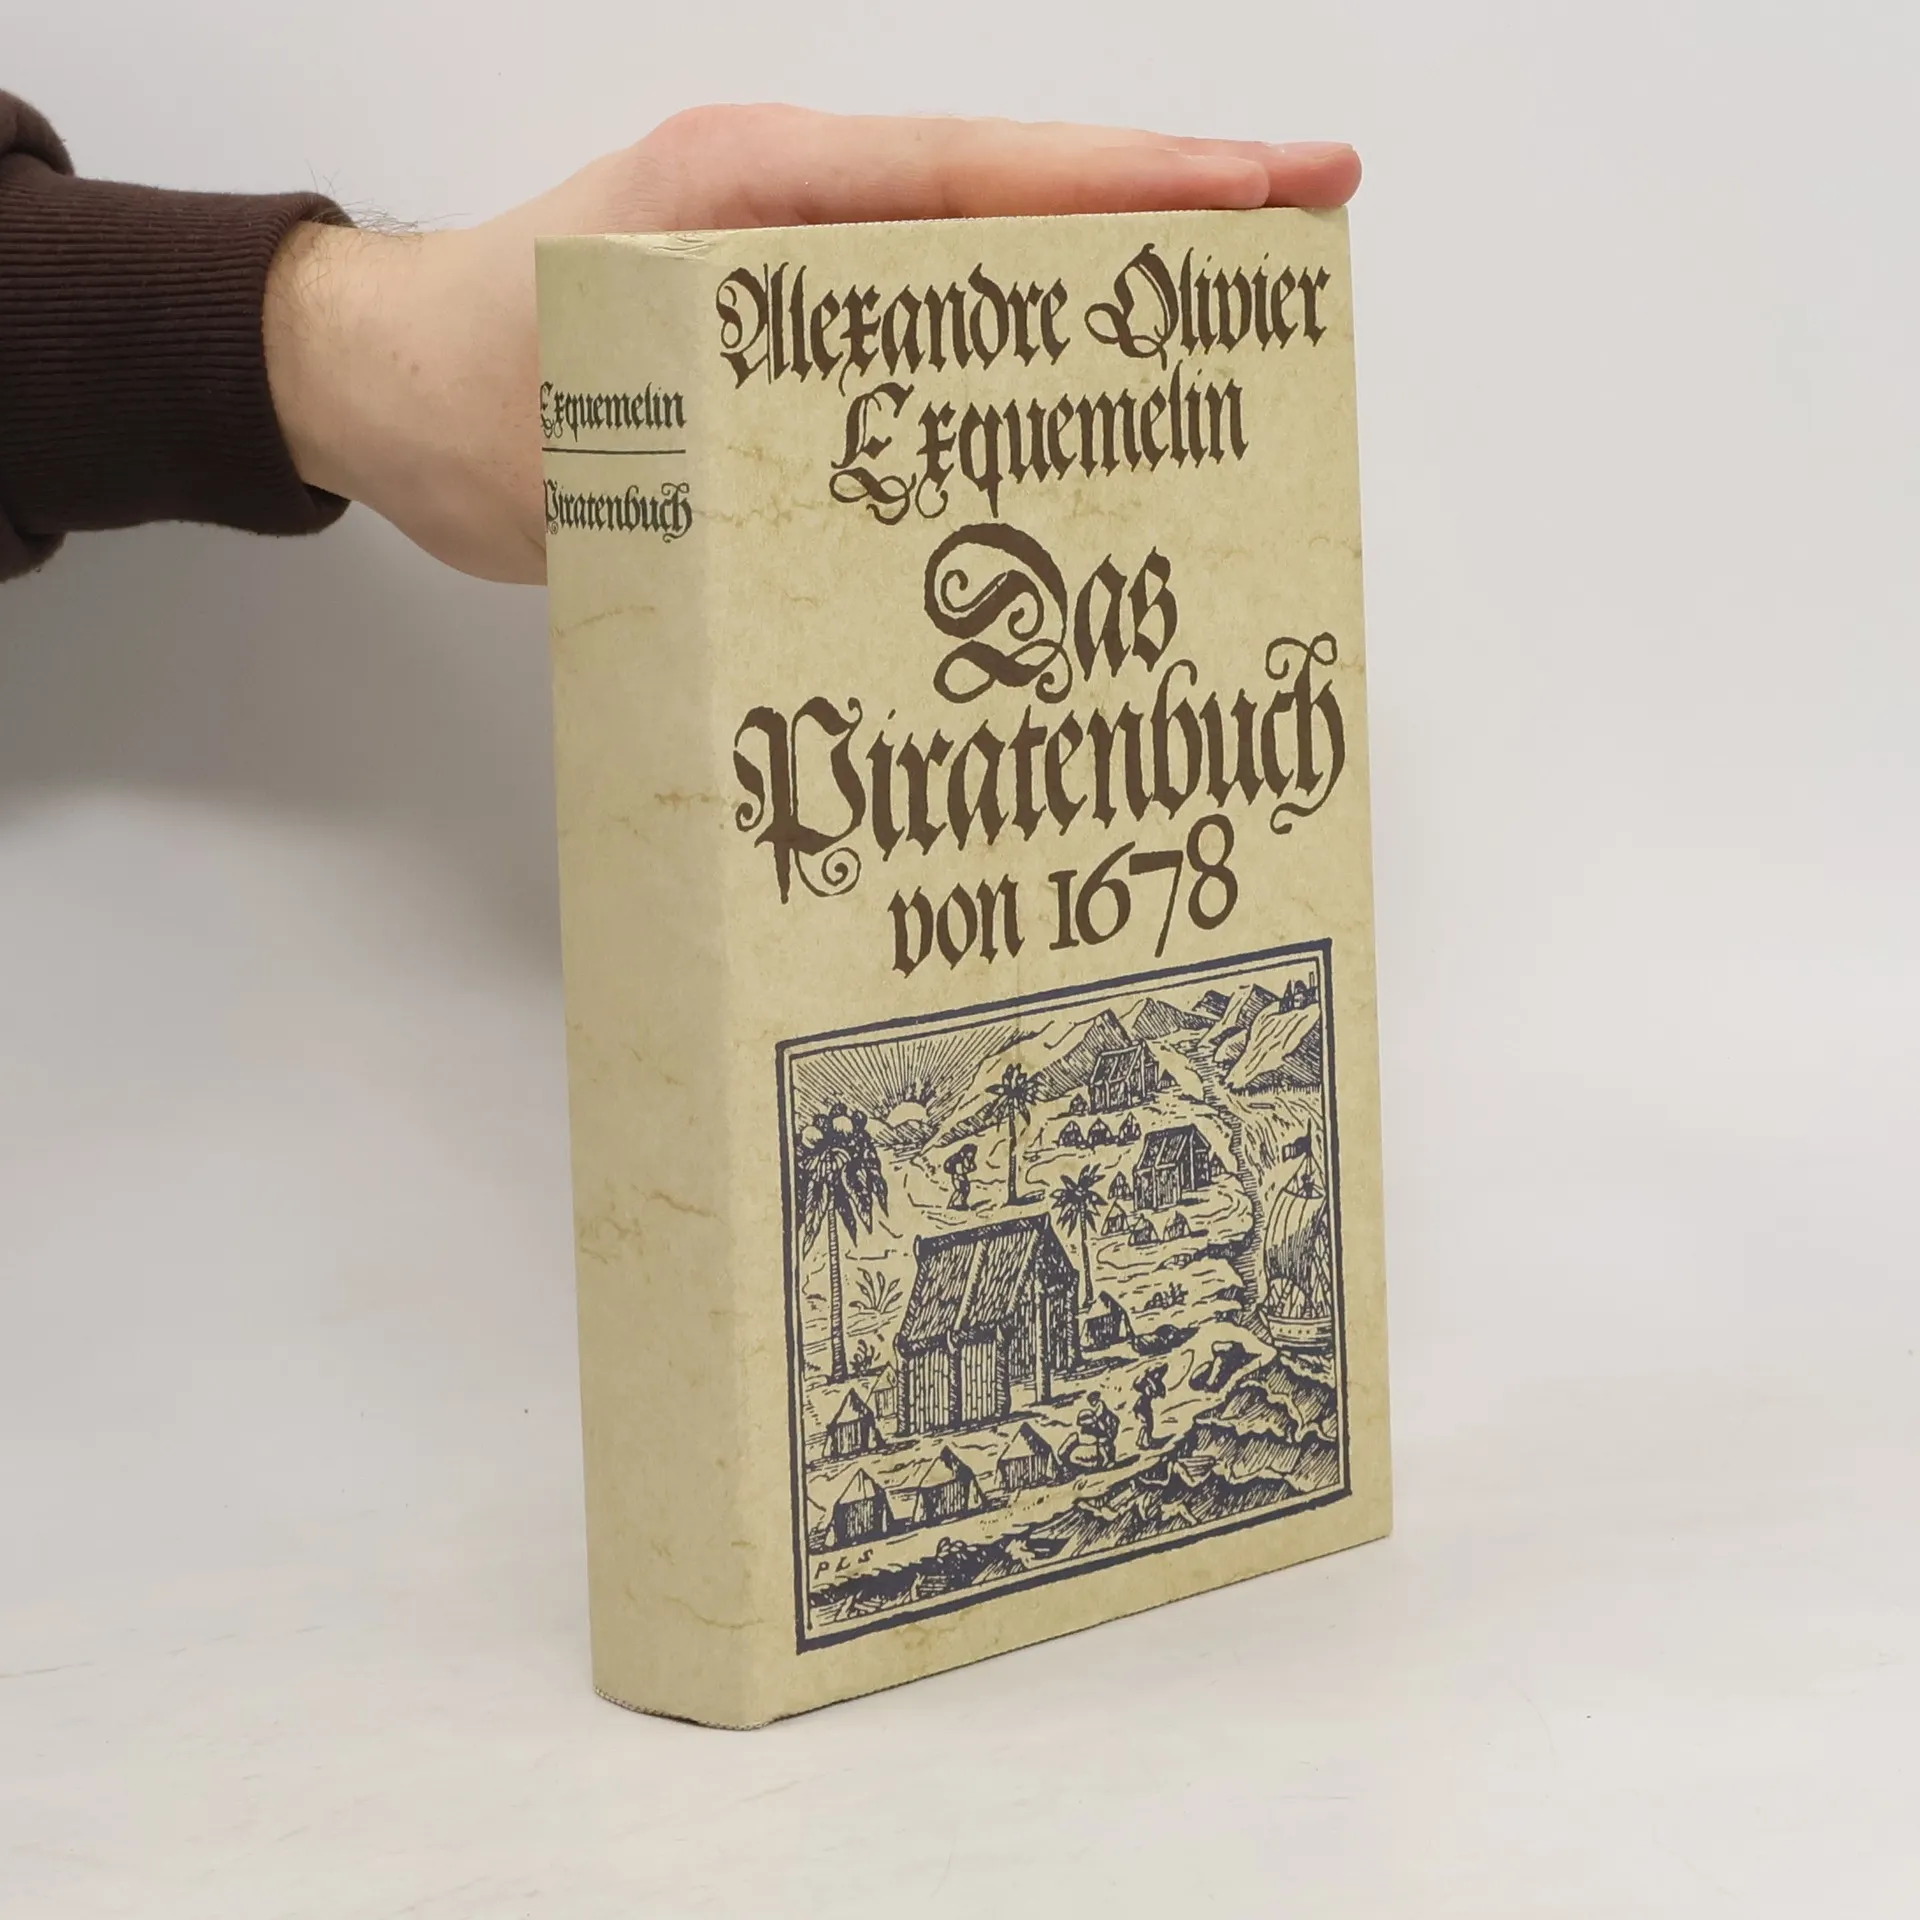 Exquemelin
Piratenbuch
Alexandre Olivier
Exquemelin
Das
Piratenbuch
von 1678
PLS